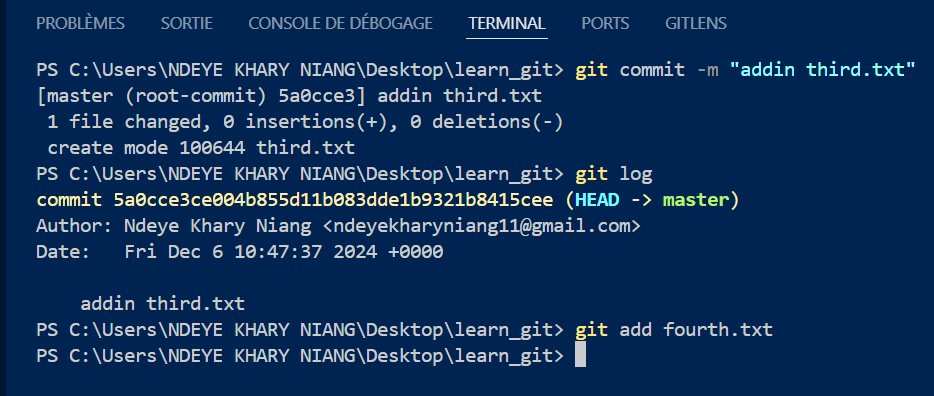 PROBLÈMES SORTIE CONSOLE DE DÉBOGAGE TERMINAL PORTS GITLENS
PS C:\Users\NDEYE KHARY NIANG\Desktop\learn_git> git commit -m "addin third.txt"
[master (root-commit) 5a0cce3] addin third.txt
 1 file changed, 0 insertions(+), 0 deletions(-)
 create mode 100644 third.txt
PS C:\Users\NDEYE KHARY NIANG\Desktop\learn_git> git log
commit 5a0cce3ce004b855d11b083dde1b9321b8415cee (HEAD -> master)
Author: Ndeye Khary Niang <ndeyekharyniang11@gmail.com>
Date:   Fri Dec 6 10:47:37 2024 +0000

    addin third.txt
PS C:\Users\NDEYE KHARY NIANG\Desktop\learn_git> git add fourth.txt
PS C:\Users\NDEYE KHARY NIANG\Desktop\learn_git>